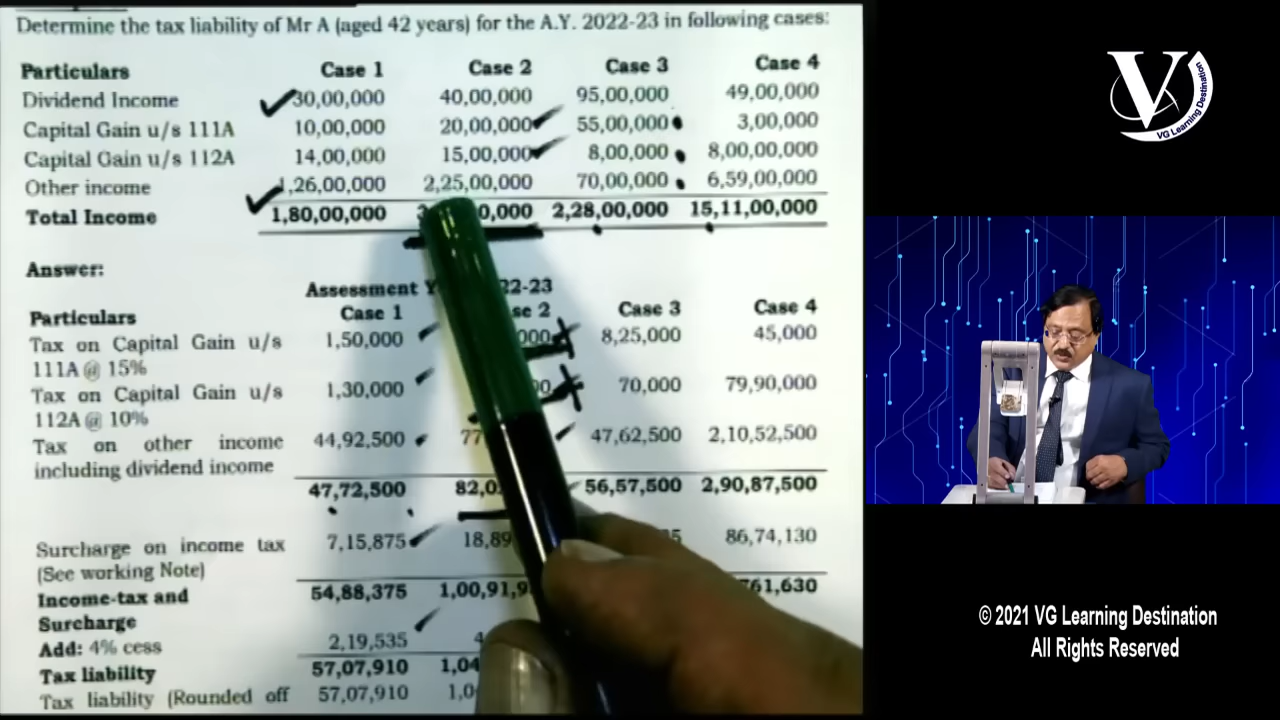 Determine the tax liability of Mr A (aged 42 years) for the A.Y. 2022-23 in following cases:
Particulars Case 1 Case 2 Case 3 Case 4
Dividend Income 30,00,000 40,00,000 95,00,000 49,00,000
Capital Gain u/s 111A 10,00,000 20,00,000 55,00,000 3,00,000
Capital Gain u/s 112A 14,00,000 15,00,000 8,00,000 8,00,00,000
Other income 1,26,00,000 2,25,00,000 70,00,000 6,59,00,000
Total Income 1,80,00,000 2,28,00,000 15,11,00,000
Answer:
Assessment 22-23
Particulars Case 1 2 Case 3 Case 4
Tax on Capital Gain u/s 1,50,000 8,25,000 45,000
111A @ 15%
Tax on Capital Gain u/s 1,30,000 70,000 79,90,000
112A @ 10%
Tax on other income 44,92,500 47,62,500 2,10,52,500
including dividend income
47,72,500 56,57,500 2,90,87,500
Surcharge on income tax 7,15,875 86,74,130
(See working Note)
Income-tax and 54,88,375
Surcharge
Add: 4% cess 2,19,535
Tax liability 57,07,910
Tax liability (Rounded off 57,07,910
V
VG Learning Destination
© 2021 VG Learning Destination
All Rights Reserved